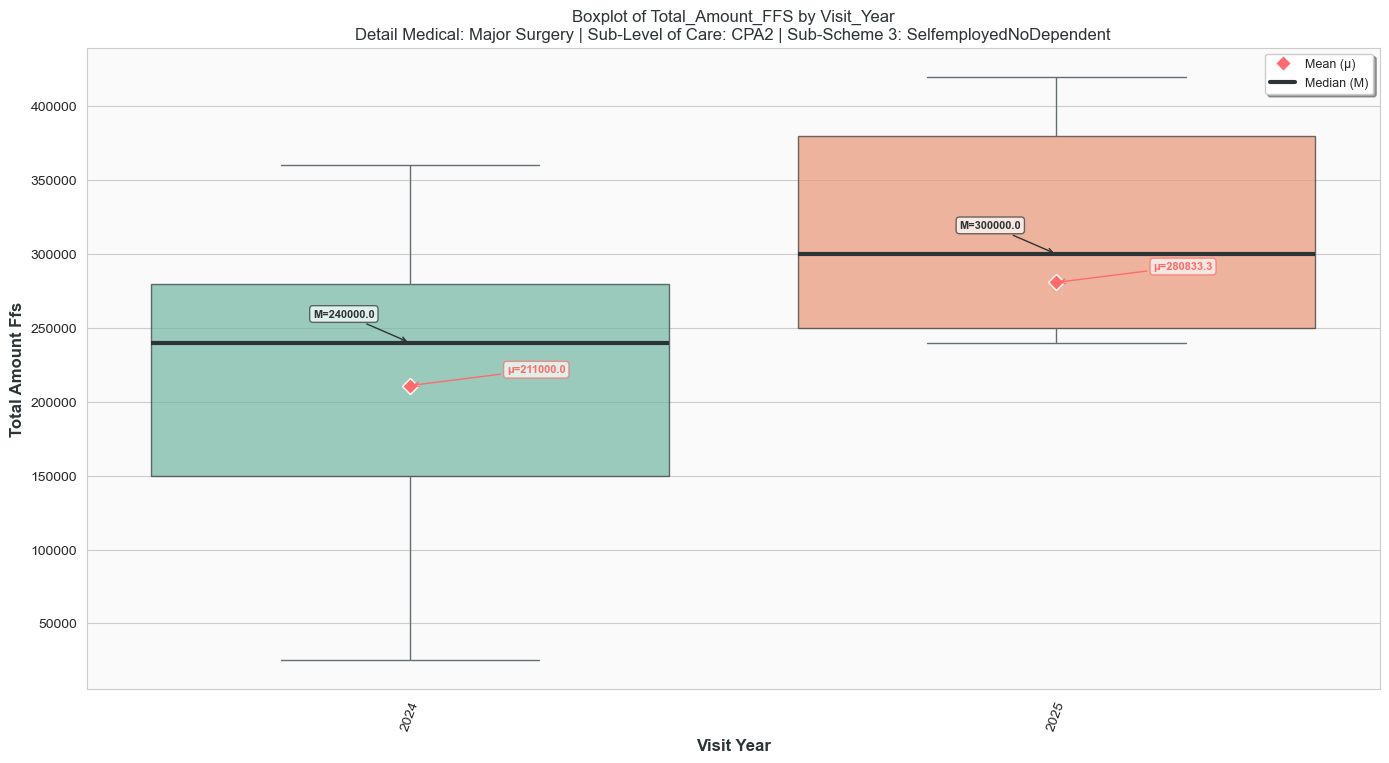 Boxplot of Total_Amount_FFS by Visit_Year
Detail Medical: Major Surgery | Sub-Level of Care: CPA2 | Sub-Scheme 3: SelfemployedNoDependent
Mean (μ)
Median (M)
Total Amount Ffs
400000
350000
300000
250000
200000
150000
100000
50000
M=240000.0
μ=211000.0
M=300000.0
μ=280833.3
2024
2025
Visit Year